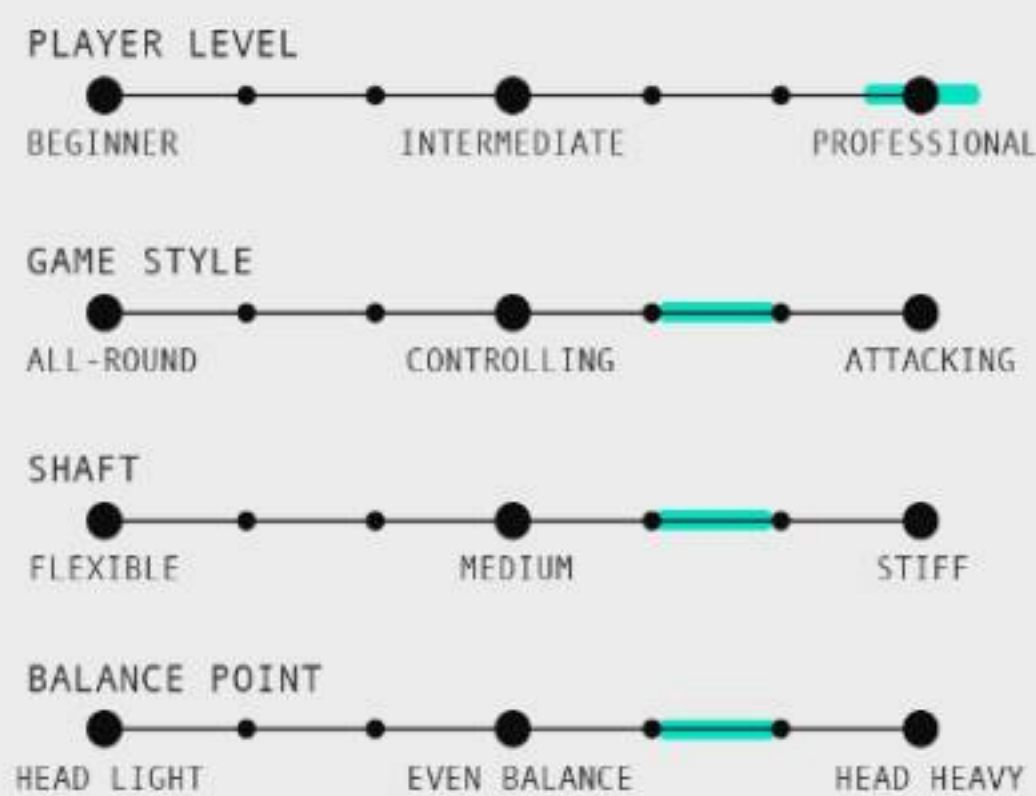 PLAYER LEVEL
BEGINNER INTERMEDIATE PROFESSIONAL
GAME STYLE
ALL-ROUND CONTROLLING ATTACKING
SHAFT
FLEXIBLE MEDIUM STIFF
BALANCE POINT
HEAD LIGHT EVEN BALANCE HEAD HEAVY